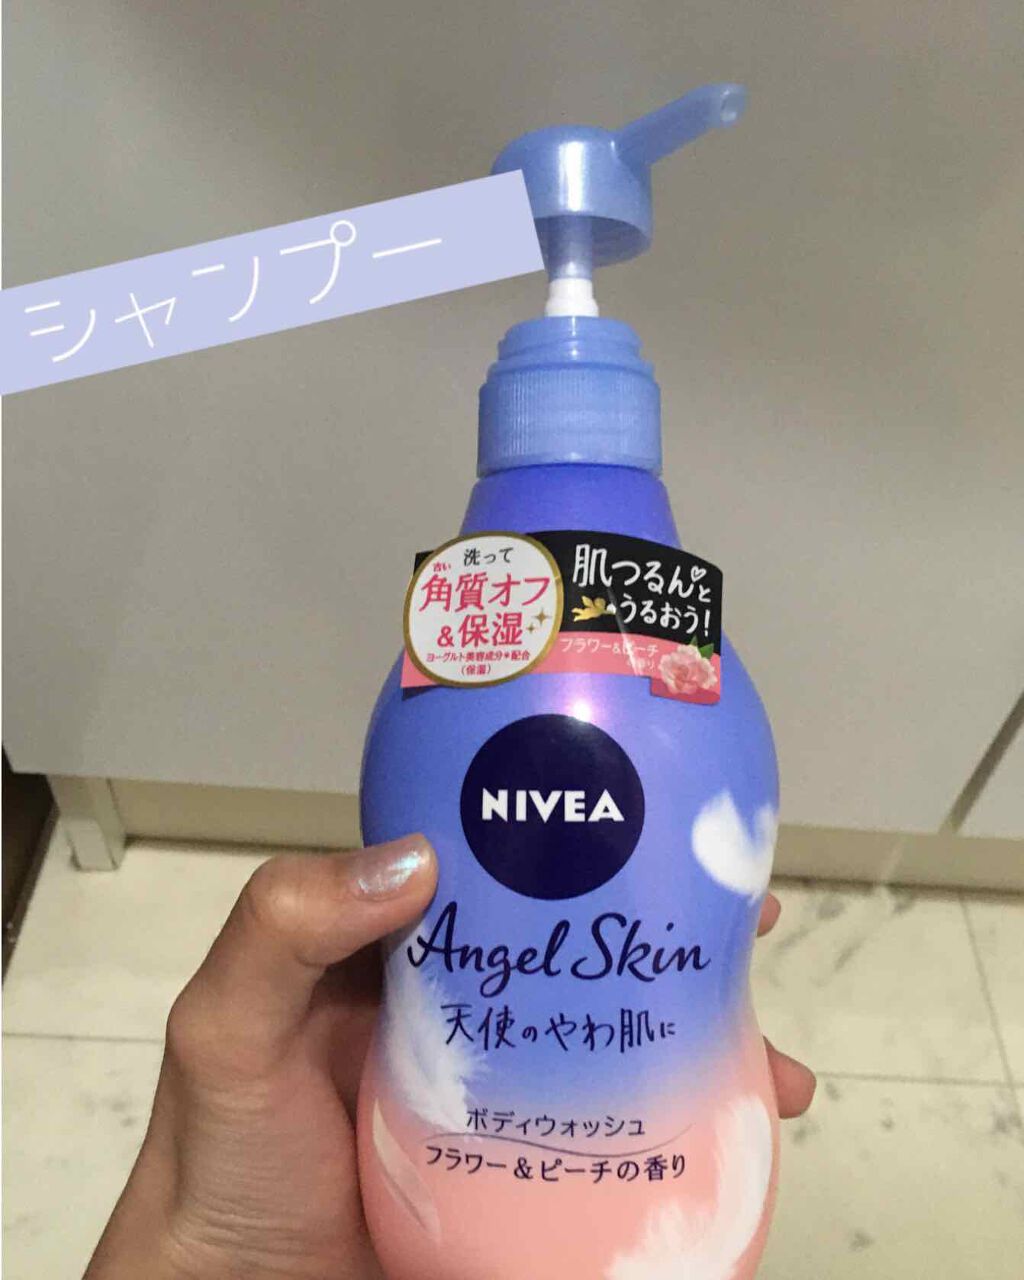 シャンプー
洗って
古い
角質オフ
&保湿
ヨーグルト美容成分*配合
(保湿)
肌つるんと
うるおう!
フラワー&ピーチ
の香り
NIVEA
Angel Skin
天使のやわ肌に
ボディウォッシュ
フラワー&ピーチの香り